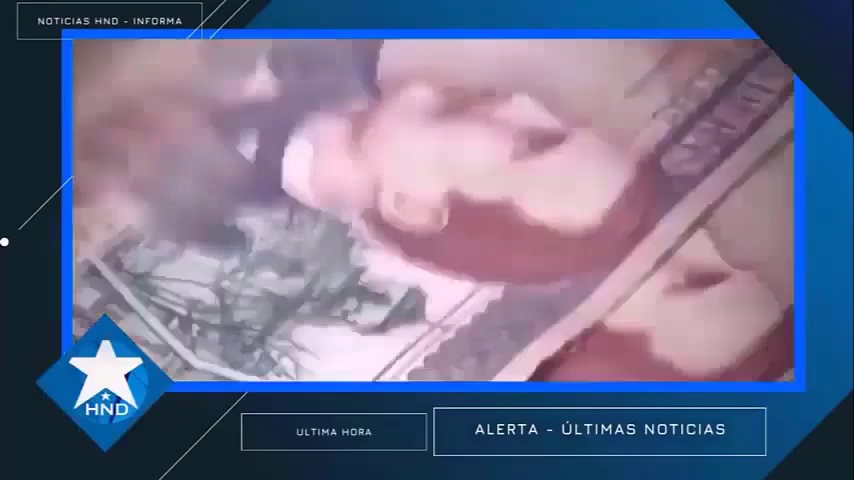 NOTICIAS HND - INFORMA
HND
ULTIMA HORA
ALERTA - ÚLTIMAS NOTICIAS